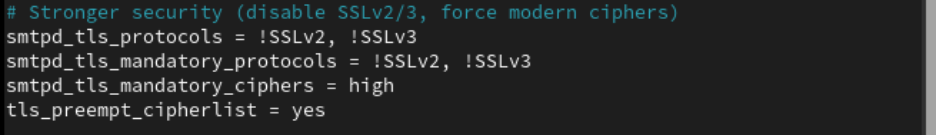 # Stronger security (disable SSLv2/3, force modern ciphers)
smtpd_tls_protocols = !SSLv2, !SSLv3
smtpd_tls_mandatory_protocols = !SSLv2, !SSLv3
smtpd_tls_mandatory_ciphers = high
tls_preempt_cipherlist = yes